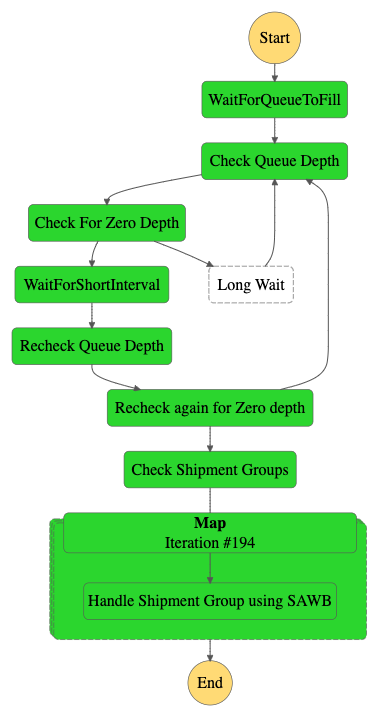 Start
WaitForQueueToFill
Check Queue Depth
Check For Zero Depth
WaitForShortInterval
Long Wait
Recheck Queue Depth
Recheck again for Zero depth
Check Shipment Groups
Map
Iteration #194
Handle Shipment Group using SAWB
End